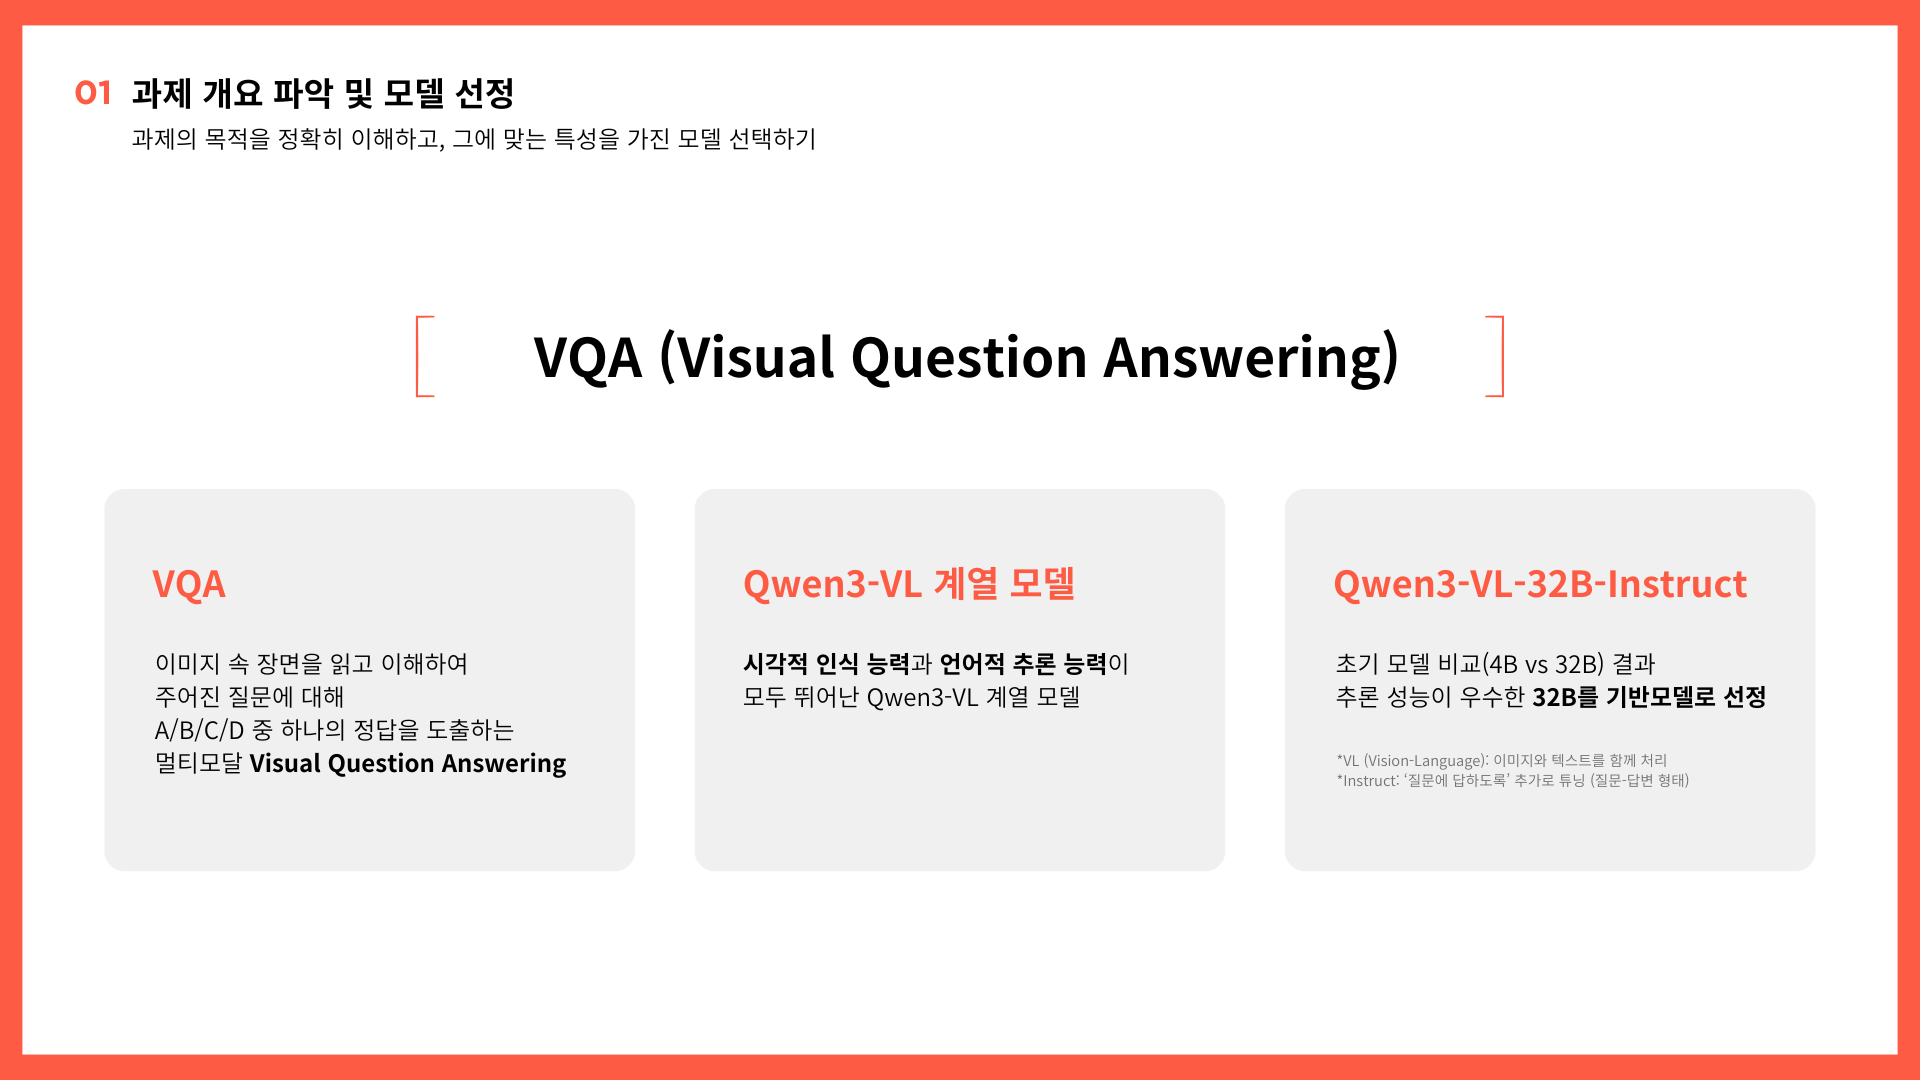 01 과제 개요 파악 및 모델 선정
과제의 목적을 정확히 이해하고, 그에 맞는 특성을 가진 모델 선택하기
VQA (Visual Question Answering)
VQA
이미지 속 장면을 읽고 이해하여
주어진 질문에 대해
A/B/C/D 중 하나의 정답을 도출하는
멀티모달 Visual Question Answering
Qwen3-VL 계열 모델
시각적 인식 능력과 언어적 추론 능력이
모두 뛰어난 Qwen3-VL 계열 모델
Qwen3-VL-32B-Instruct
초기 모델 비교(4B vs 32B) 결과
추론 성능이 우수한 32B를 기반모델로 선정
*VL (Vision-Language): 이미지와 텍스트를 함께 처리
*Instruct: ‘질문에 답하도록’ 추가로 튜닝 (질문-답변 형태)